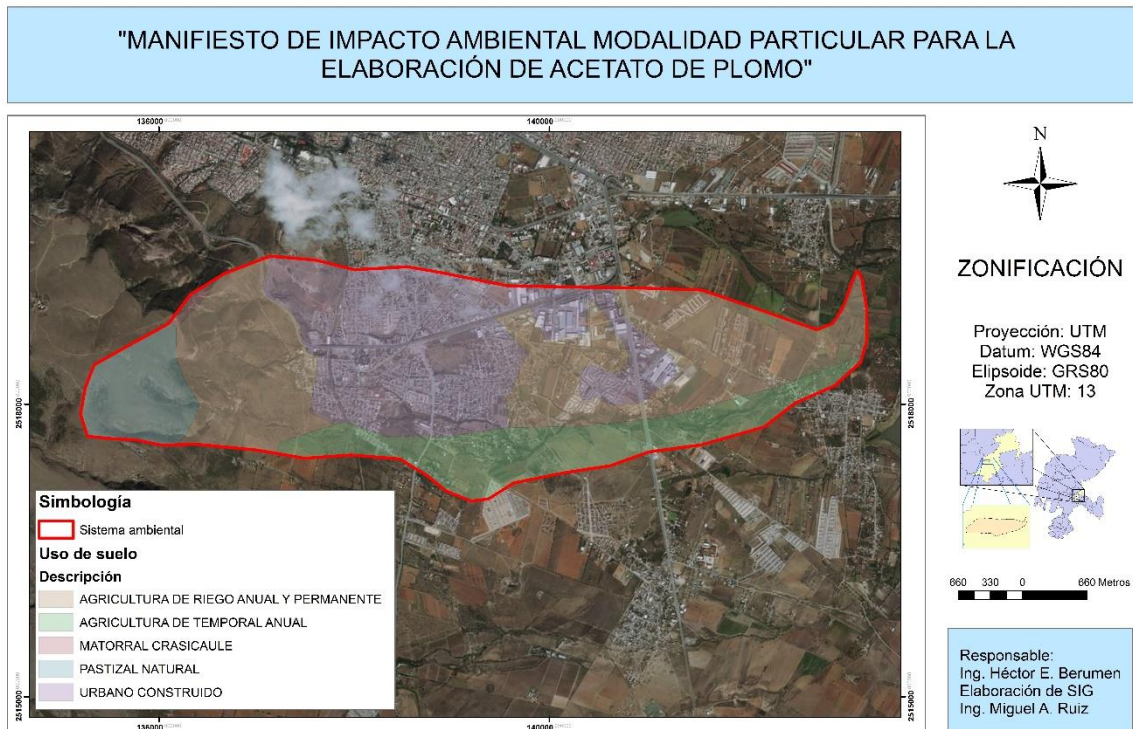 "MANIFIESTO DE IMPACTO AMBIENTAL MODALIDAD PARTICULAR PARA LA
ELABORACIÓN DE ACETATO DE PLOMO"
136000
140000
2518000
2518000
2515000
2515000
136000
140000
Simbología
Sistema ambiental
Uso de suelo
Descripción
AGRICULTURA DE RIEGO ANUAL Y PERMANENTE
AGRICULTURA DE TEMPORAL ANUAL
MATORRAL CRASICAULE
PASTIZAL NATURAL
URBANO CONSTRUIDO
N
ZONIFICACIÓN
Proyección: UTM
Datum: WGS84
Elipsoide: GRS80
Zona UTM: 13
660 330 0 660 Metros
Responsable:
Ing. Héctor E. Berumen
Elaboración de SIG
Ing. Miguel A. Ruiz